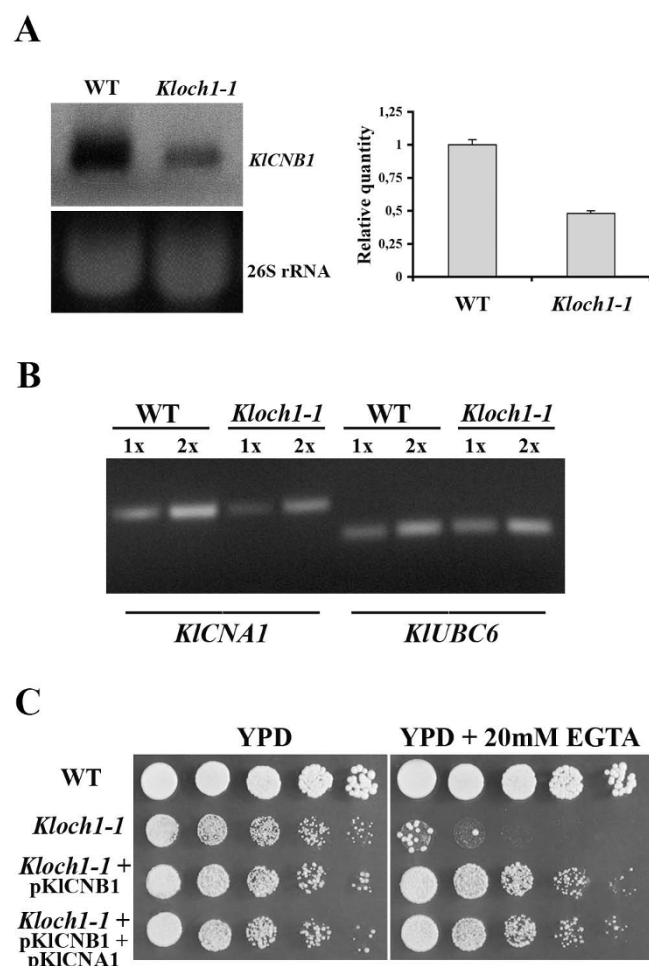 A
WT Kloch1-1
KlCNB1
26S rRNA
Relative quantity
1,25
1
0,5
0,5
0,25
0
WT Kloch1-1
B
WT Kloch1-1 WT Kloch1-1
1x 2x 1x 2x 1x 2x 1x 2x
KlCNA1 KlUBC6
C
YPD YPD + 20mM EGTA
WT
Kloch1-1
Kloch1-1 +
pKlCNB1
Kloch1-1 +
pKlCNB1 +
pKlCNA1